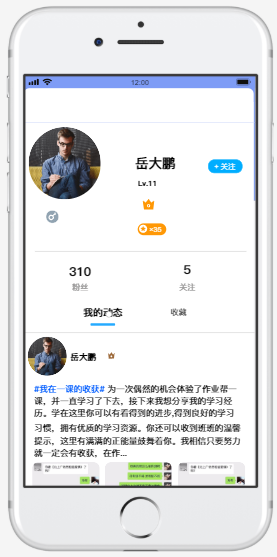 12:00
岳大鹏
+ 关注
Lv.11
×35
310
5
粉丝
关注
我的动态
收藏
岳大鹏
#我在一课的收获# 为一次偶然的机会体验了作业帮一
课，并一直学习了下去，接下来我想分享我的学习经
历。学在这里你可以有看得到的进步,得到良好的学习
习惯，拥有优质的学习资源。你还可以收到班班的温馨
提示，这里有满满的正能量鼓舞着你。我相信只要努力
就一定会有收获，在作...